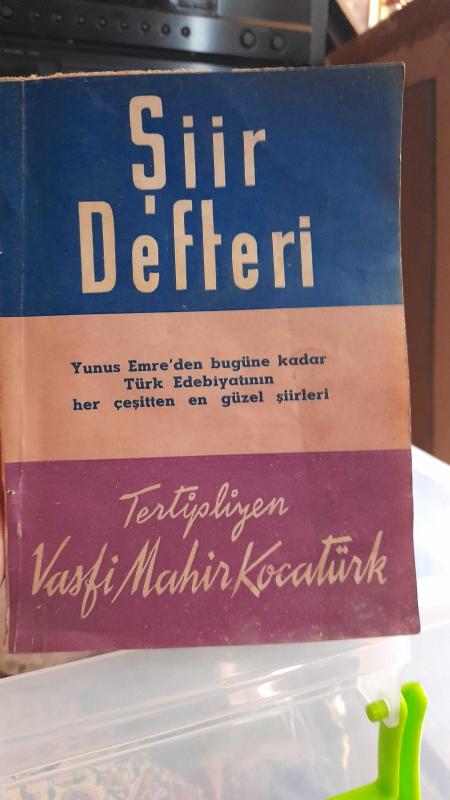 Şiir
Defteri
Yunus Emre'den bugüne kadar
Türk Edebiyatının
her çeşitten en güzel şiirleri
Tertipliyen
Vasfi Mahir Kocatürk